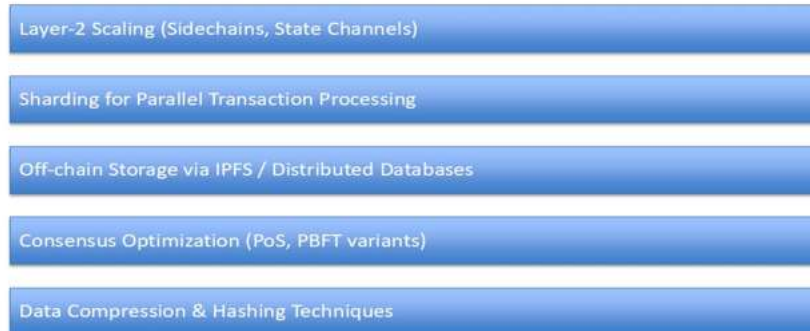 Layer-2 Scaling (Sidechains, State Channels)
Sharding for Parallel Transaction Processing
Off-chain Storage via IPFS / Distributed Databases
Consensus Optimization (PoS, PBFT variants)
Data Compression & Hashing Techniques